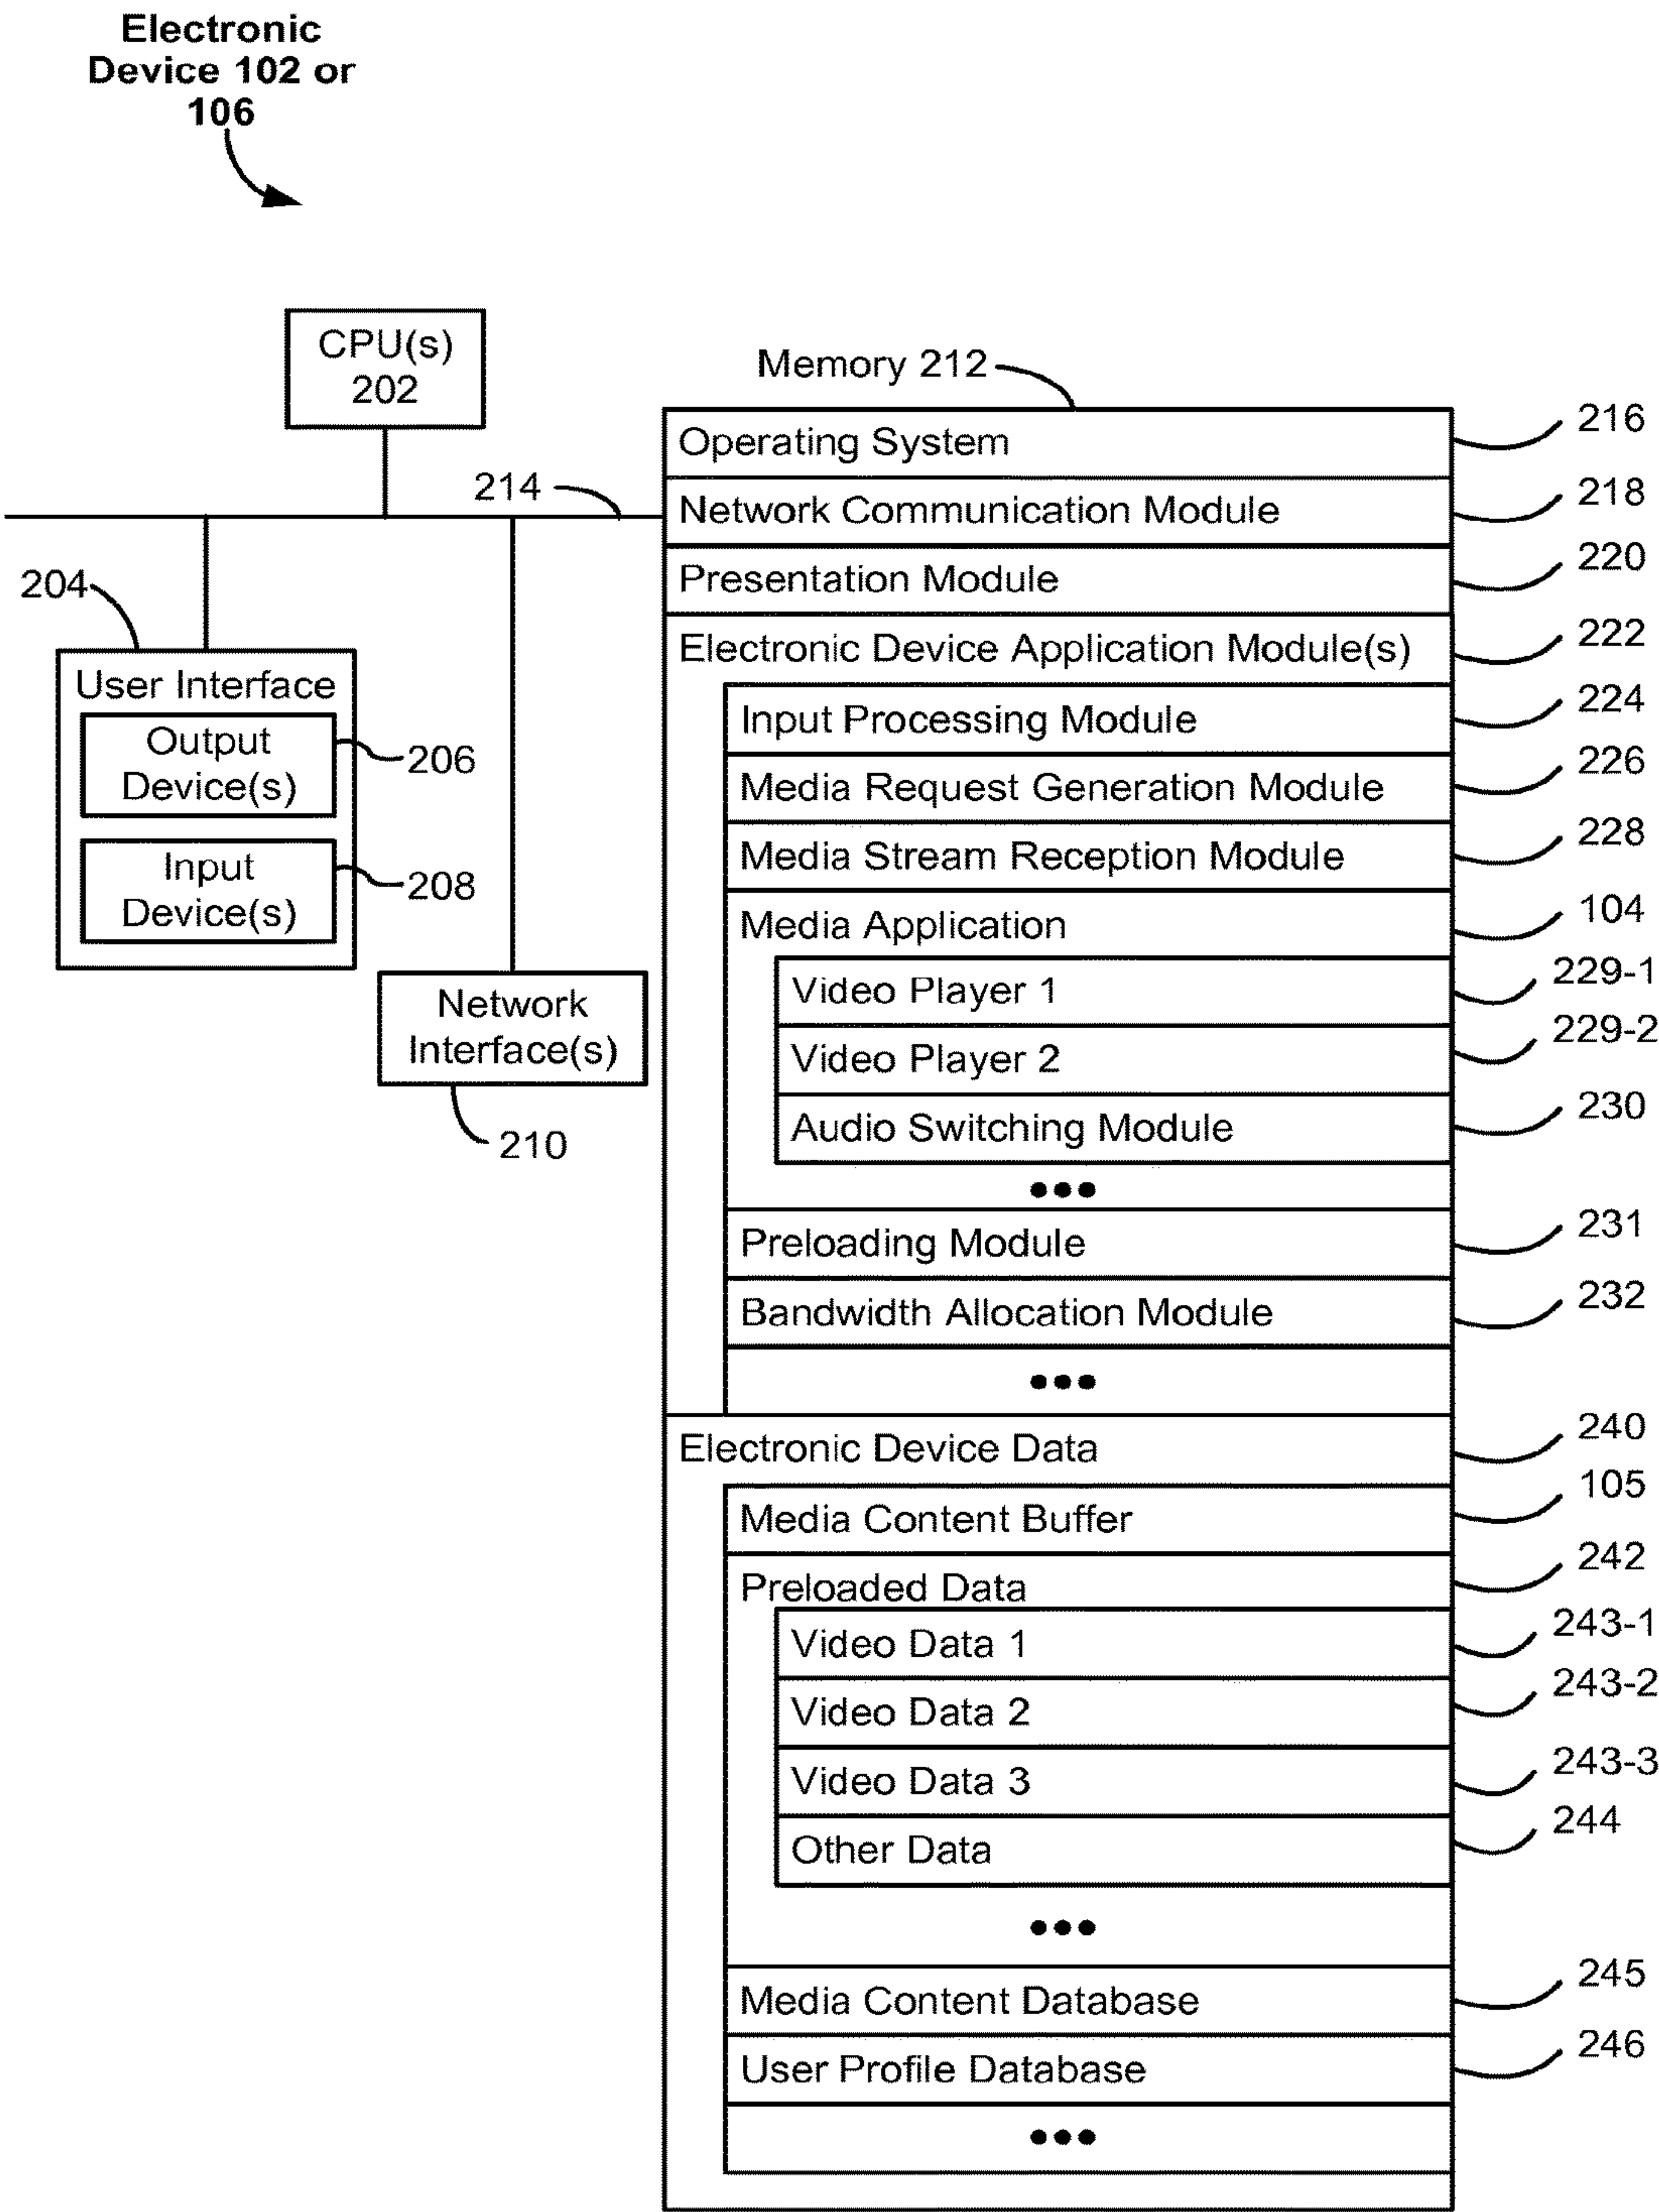 Electronic
Device 102 or
106
CPU(s)
202
Memory 212
214
204
User Interface
Output
Device(s)
206
Input
Device(s)
208
Network
Interface(s)
210
Operating System
216
Network Communication Module
218
Presentation Module
220
Electronic Device Application Module(s)
222
Input Processing Module
224
Media Request Generation Module
226
Media Stream Reception Module
228
Media Application
104
Video Player 1
229-1
Video Player 2
229-2
Audio Switching Module
230
•••
Preloading Module
231
Bandwidth Allocation Module
232
•••
Electronic Device Data
240
Media Content Buffer
105
Preloaded Data
242
Video Data 1
243-1
Video Data 2
243-2
Video Data 3
243-3
Other Data
244
•••
Media Content Database
245
User Profile Database
246
•••